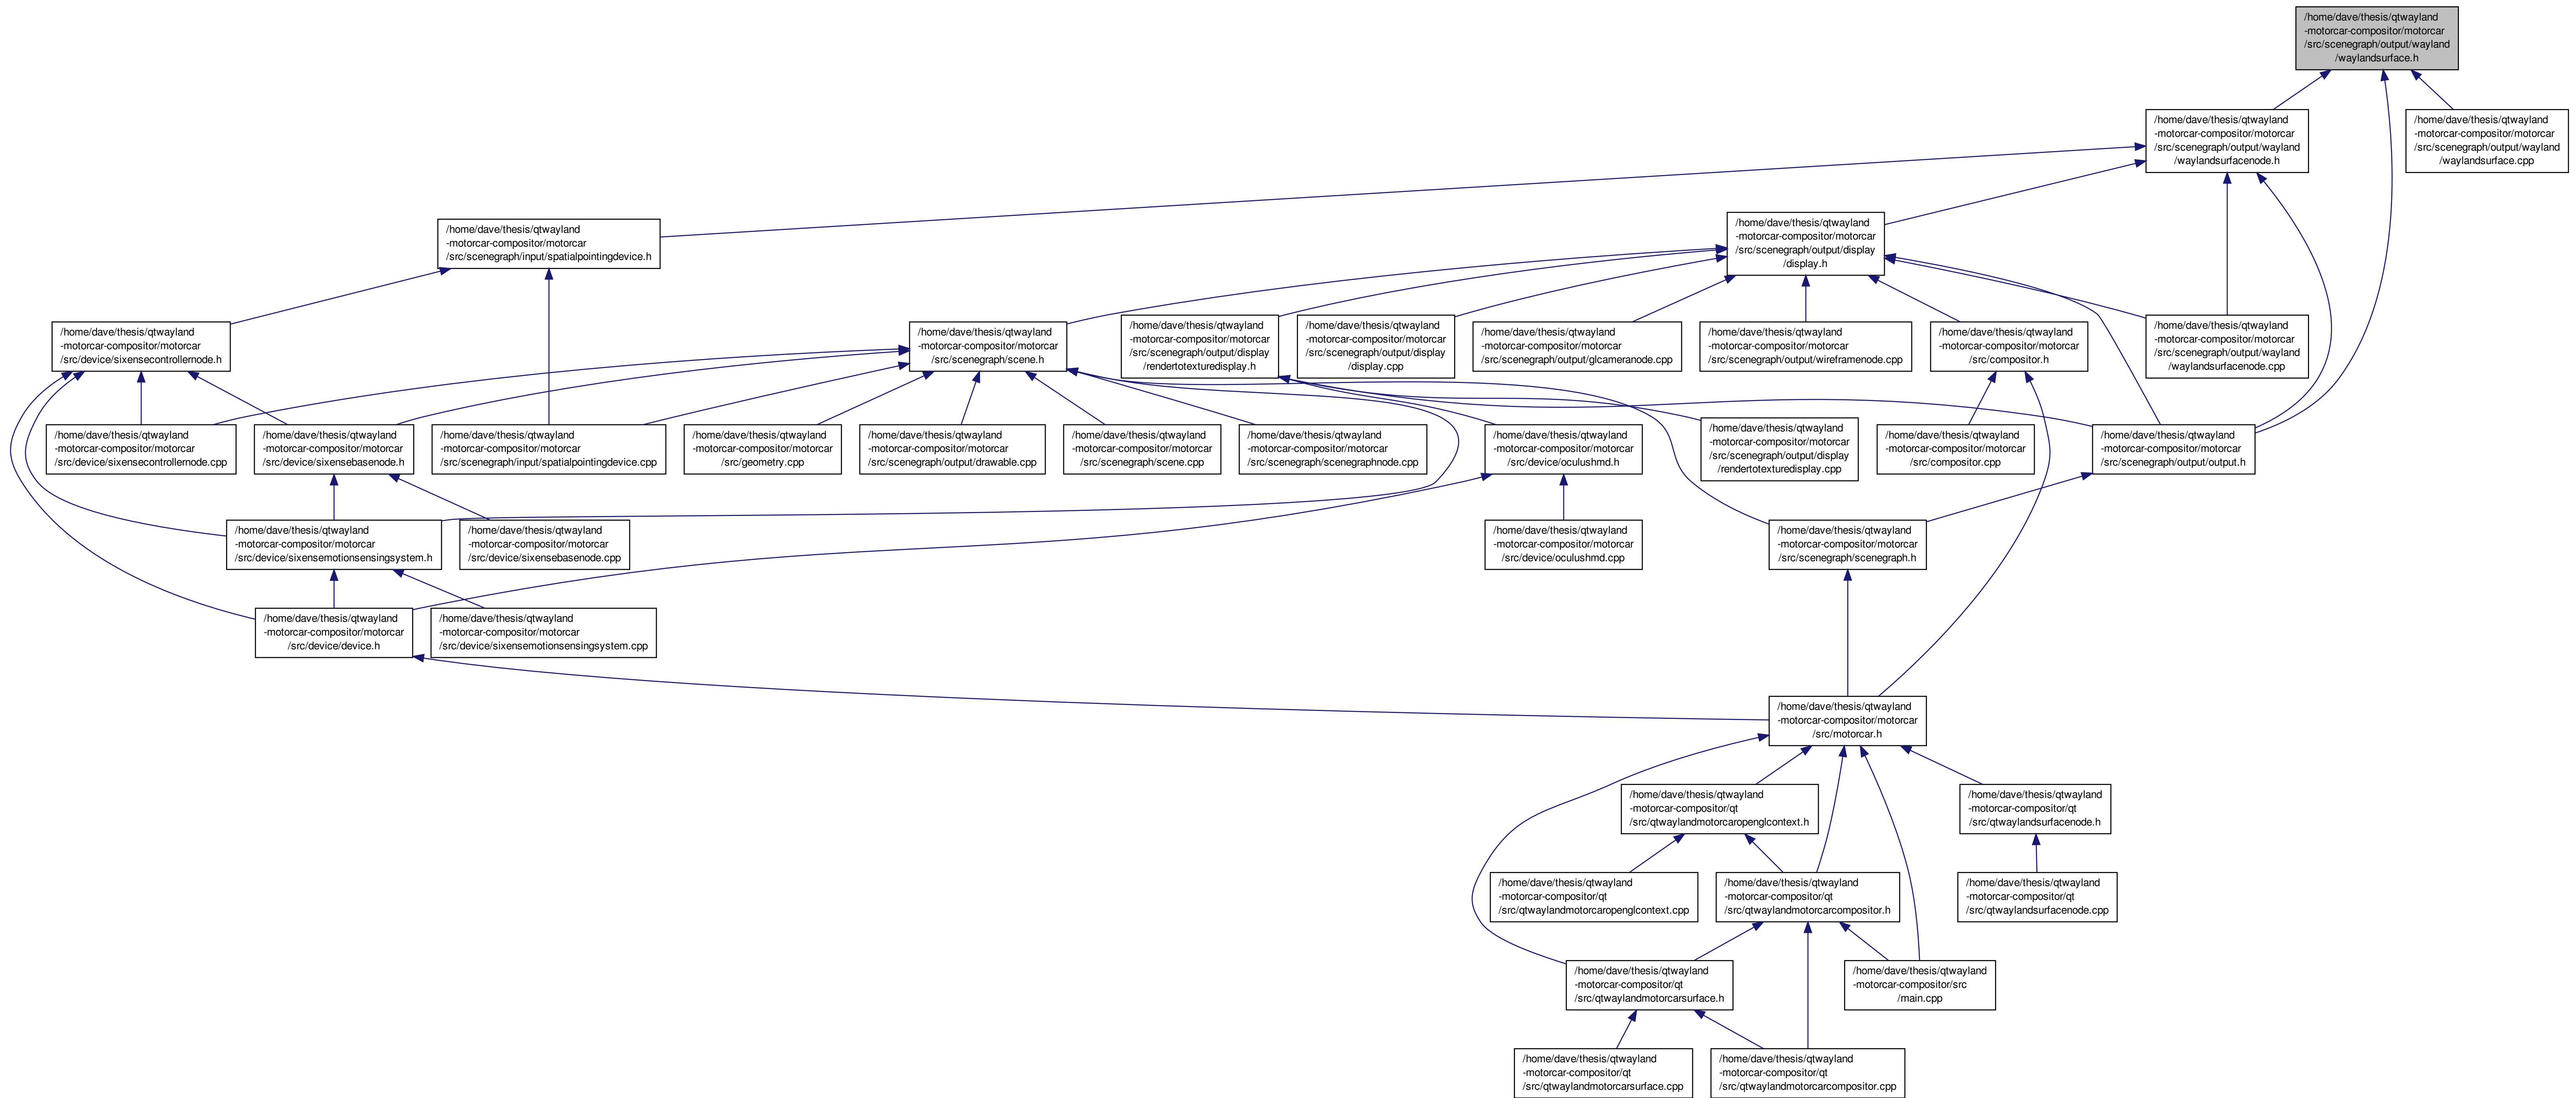 /home/dave/thesis/qtwayland
-motorcar-compositor/motorcar
/src/scenegraph/output/wayland
/waylandsurface.h
/home/dave/thesis/qtwayland
-motorcar-compositor/motorcar
/src/scenegraph/output/wayland
/waylandsurfacenode.h
/home/dave/thesis/qtwayland
-motorcar-compositor/motorcar
/src/scenegraph/output/wayland
/waylandsurface.cpp
/home/dave/thesis/qtwayland
-motorcar-compositor/motorcar
/src/scenegraph/input/spatialpointingdevice.h
/home/dave/thesis/qtwayland
-motorcar-compositor/motorcar
/src/scenegraph/output/display
/display.h
/home/dave/thesis/qtwayland
-motorcar-compositor/motorcar
/src/device/sixensecontrollernode.h
/home/dave/thesis/qtwayland
-motorcar-compositor/motorcar
/src/scenegraph/scene.h
/home/dave/thesis/qtwayland
-motorcar-compositor/motorcar
/src/scenegraph/output/display
/rendertotexturedisplay.h
/home/dave/thesis/qtwayland
-motorcar-compositor/motorcar
/src/scenegraph/output/display
/display.cpp
/home/dave/thesis/qtwayland
-motorcar-compositor/motorcar
/src/scenegraph/output/glcameranode.cpp
/home/dave/thesis/qtwayland
-motorcar-compositor/motorcar
/src/scenegraph/output/wireframenode.cpp
/home/dave/thesis/qtwayland
-motorcar-compositor/motorcar
/src/compositor.h
/home/dave/thesis/qtwayland
-motorcar-compositor/motorcar
/src/scenegraph/output/wayland
/waylandsurfacenode.cpp
/home/dave/thesis/qtwayland
-motorcar-compositor/motorcar
/src/device/sixensecontrollernode.cpp
/home/dave/thesis/qtwayland
-motorcar-compositor/motorcar
/src/device/sixensebasenode.h
/home/dave/thesis/qtwayland
-motorcar-compositor/motorcar
/src/scenegraph/input/spatialpointingdevice.cpp
/home/dave/thesis/qtwayland
-motorcar-compositor/motorcar
/src/geometry.cpp
/home/dave/thesis/qtwayland
-motorcar-compositor/motorcar
/src/scenegraph/output/drawable.cpp
/home/dave/thesis/qtwayland
-motorcar-compositor/motorcar
/src/scenegraph/scene.cpp
/home/dave/thesis/qtwayland
-motorcar-compositor/motorcar
/src/scenegraph/scenegraphnode.cpp
/home/dave/thesis/qtwayland
-motorcar-compositor/motorcar
/src/device/oculushmd.h
/home/dave/thesis/qtwayland
-motorcar-compositor/motorcar
/src/scenegraph/output/display
/rendertotexturedisplay.cpp
/home/dave/thesis/qtwayland
-motorcar-compositor/motorcar
/src/compositor.cpp
/home/dave/thesis/qtwayland
-motorcar-compositor/motorcar
/src/scenegraph/output/output.h
/home/dave/thesis/qtwayland
-motorcar-compositor/motorcar
/src/device/sixensemotionsensingsystem.h
/home/dave/thesis/qtwayland
-motorcar-compositor/motorcar
/src/device/sixensebasenode.cpp
/home/dave/thesis/qtwayland
-motorcar-compositor/motorcar
/src/device/oculushmd.cpp
/home/dave/thesis/qtwayland
-motorcar-compositor/motorcar
/src/scenegraph/scenegraph.h
/home/dave/thesis/qtwayland
-motorcar-compositor/motorcar
/src/device/device.h
/home/dave/thesis/qtwayland
-motorcar-compositor/motorcar
/src/device/sixensemotionsensingsystem.cpp
/home/dave/thesis/qtwayland
-motorcar-compositor/motorcar
/src/motorcar.h
/home/dave/thesis/qtwayland
-motorcar-compositor/qt
/src/qtwaylandmotorcaropenglcontext.h
/home/dave/thesis/qtwayland
-motorcar-compositor/qt
/src/qtwaylandsurfacenode.h
/home/dave/thesis/qtwayland
-motorcar-compositor/qt
/src/qtwaylandmotorcaropenglcontext.cpp
/home/dave/thesis/qtwayland
-motorcar-compositor/qt
/src/qtwaylandmotorcarcompositor.h
/home/dave/thesis/qtwayland
-motorcar-compositor/qt
/src/qtwaylandsurfacenode.cpp
/home/dave/thesis/qtwayland
-motorcar-compositor/qt
/src/qtwaylandmotorcarsurface.h
/home/dave/thesis/qtwayland
-motorcar-compositor/src
/main.cpp
/home/dave/thesis/qtwayland
-motorcar-compositor/qt
/src/qtwaylandmotorcarsurface.cpp
/home/dave/thesis/qtwayland
-motorcar-compositor/qt
/src/qtwaylandmotorcarcompositor.cpp